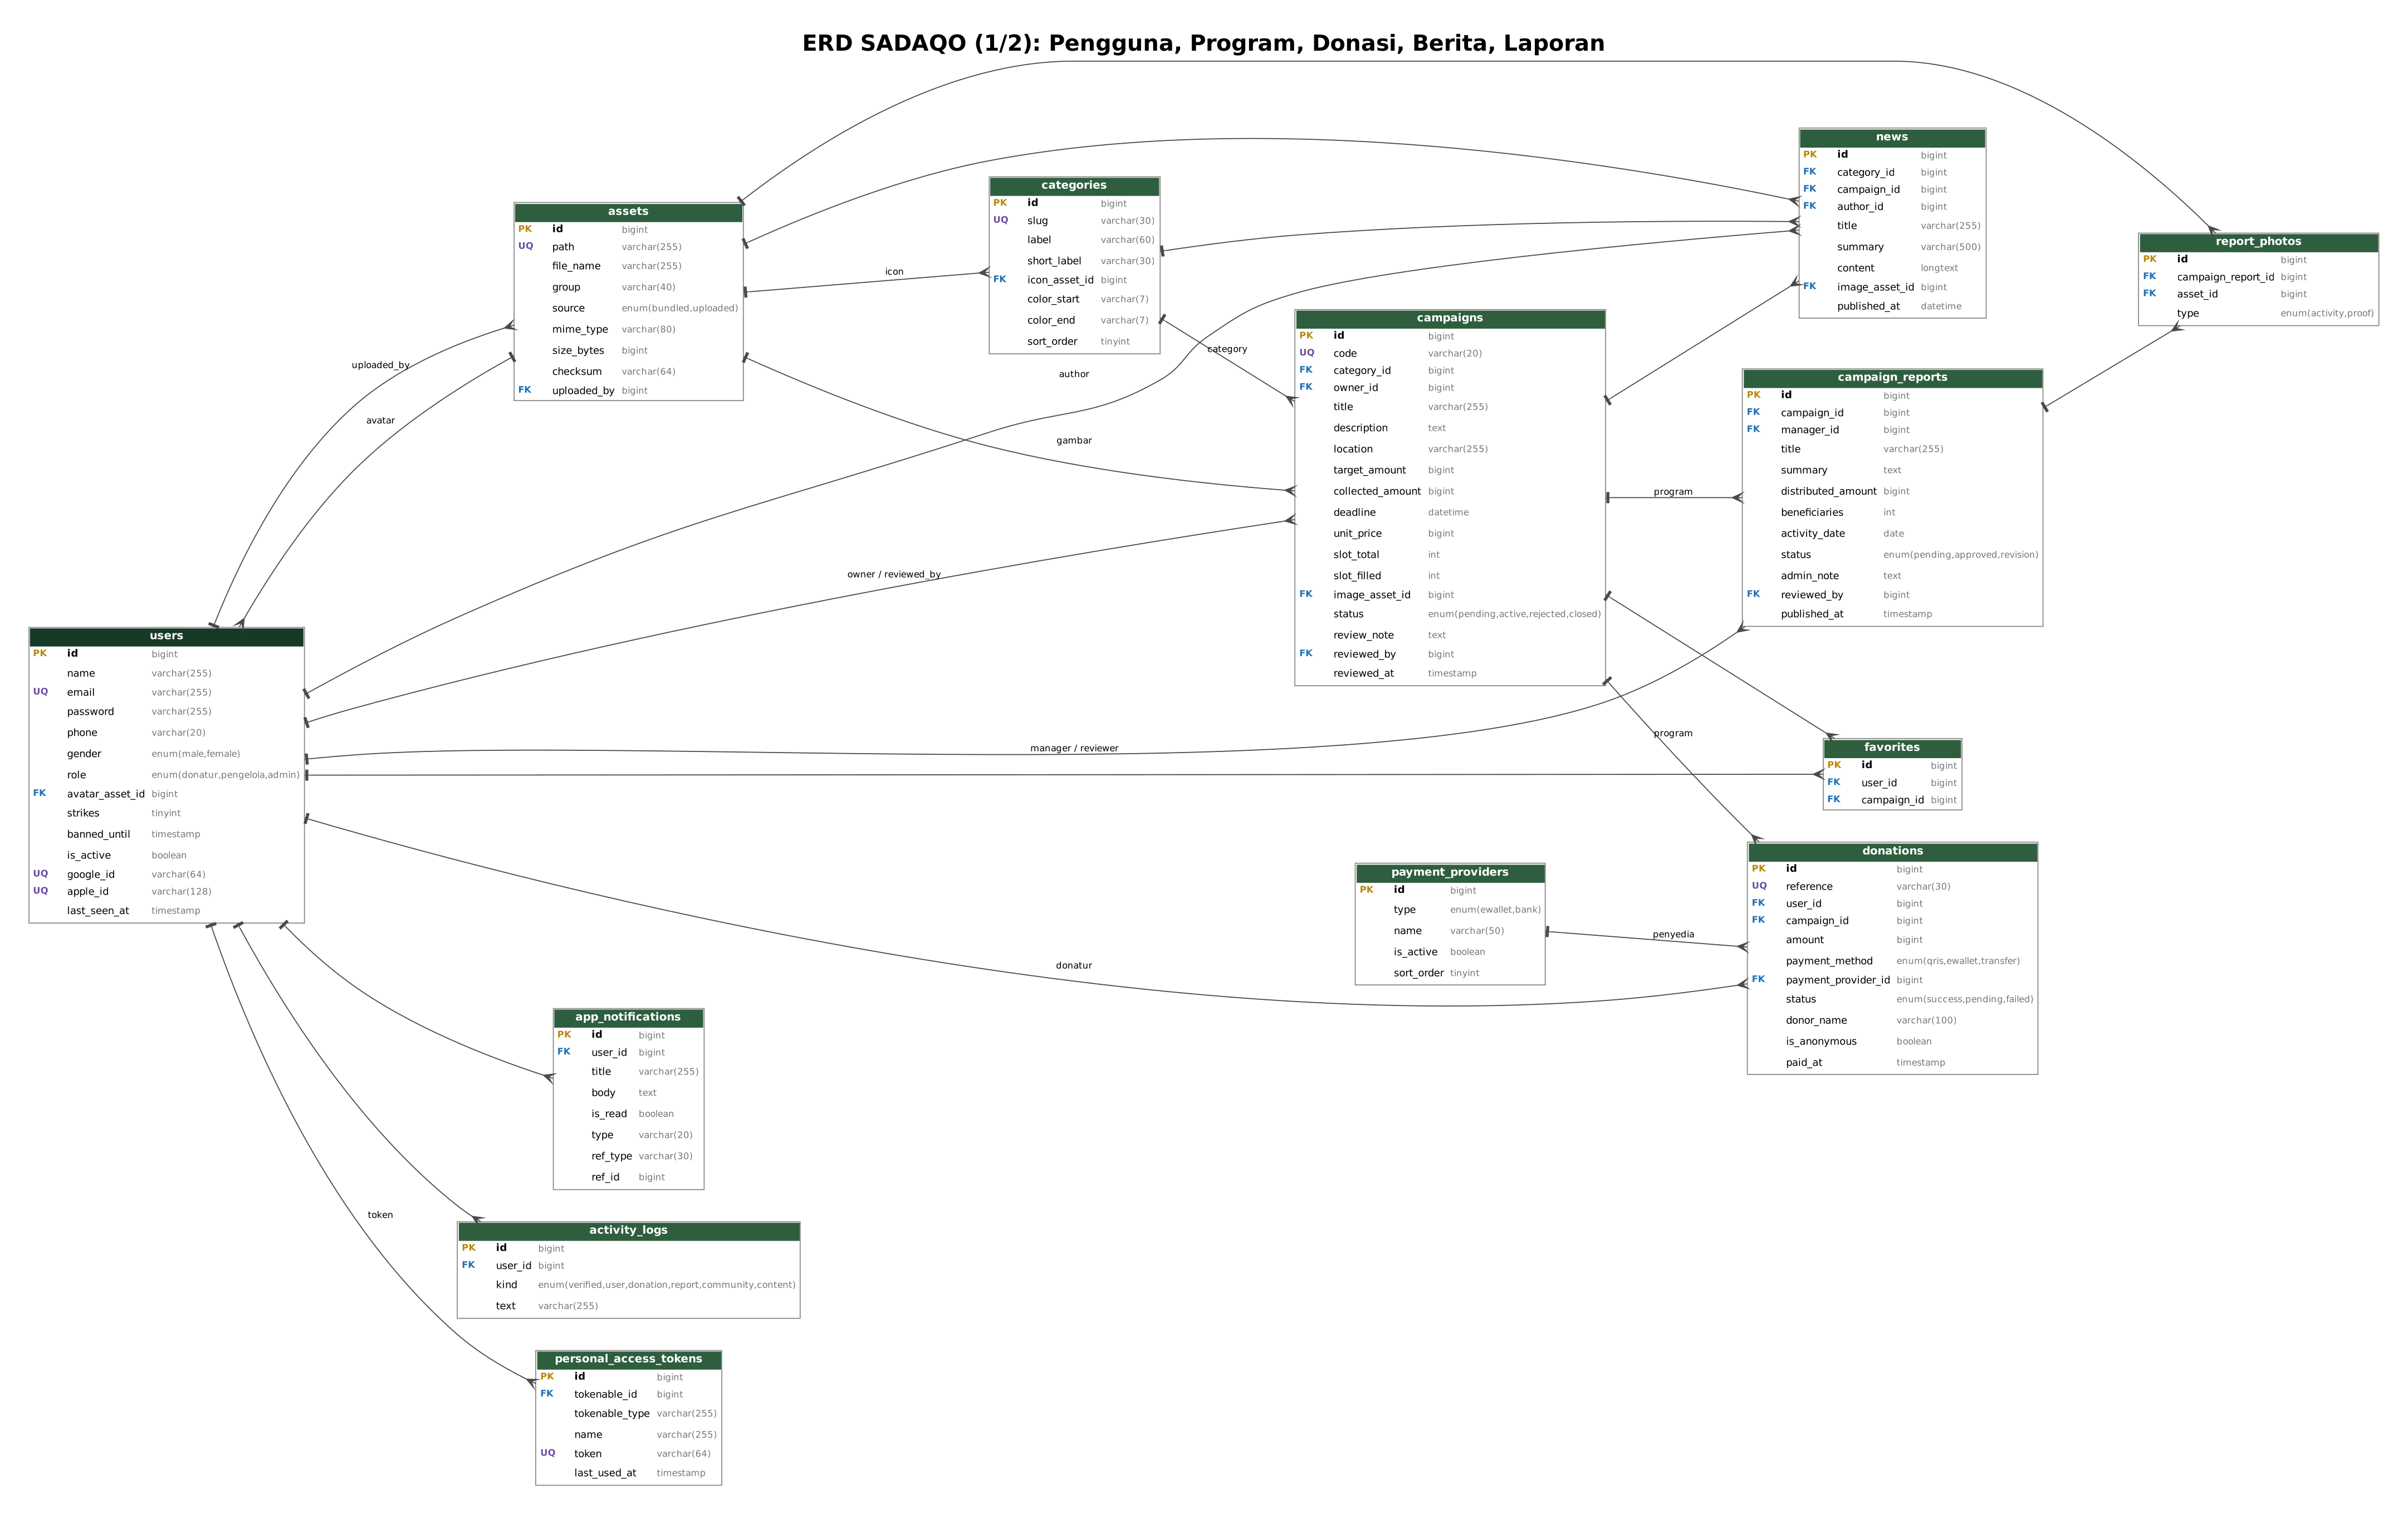 ERD SADAQO (1/2): Pengguna, Program, Donasi, Berita, Laporan
news
PK id bigint
FK category_id bigint
FK campaign_id bigint
FK author_id bigint
title varchar(255)
summary varchar(500)
content longtext
FK image_asset_id bigint
published_at datetime
categories
PK id bigint
UQ slug varchar(30)
label varchar(60)
short_label varchar(30)
FK icon_asset_id bigint
color_start varchar(7)
color_end varchar(7)
sort_order tinyint
assets
PK id bigint
UQ path varchar(255)
file_name varchar(255)
group varchar(40)
source enum(bundled,uploaded)
mime_type varchar(80)
size_bytes bigint
checksum varchar(64)
FK uploaded_by bigint
report_photos
PK id bigint
FK campaign_report_id bigint
FK asset_id bigint
type enum(activity,proof)
icon
campaigns
PK id bigint
UQ code varchar(20)
FK category_id bigint
FK owner_id bigint
title varchar(255)
description text
location varchar(255)
target_amount bigint
collected_amount bigint
deadline datetime
unit_price bigint
slot_total int
slot_filled int
FK image_asset_id bigint
status enum(pending,active,rejected,closed)
review_note text
FK reviewed_by bigint
reviewed_at timestamp
category
uploaded_by
author
avatar
gambar
campaign_reports
PK id bigint
FK campaign_id bigint
FK manager_id bigint
title varchar(255)
summary text
distributed_amount bigint
beneficiaries int
activity_date date
status enum(pending,approved,revision)
admin_note text
FK reviewed_by bigint
published_at timestamp
program
owner / reviewed_by
users
PK id bigint
name varchar(255)
UQ email varchar(255)
password varchar(255)
phone varchar(20)
gender enum(male,female)
role enum(donatur,pengelola,admin)
FK avatar_asset_id bigint
strikes tinyint
banned_until timestamp
is_active boolean
UQ google_id varchar(64)
UQ apple_id varchar(128)
last_seen_at timestamp
manager / reviewer
program
favorites
PK id bigint
FK user_id bigint
FK campaign_id bigint
payment_providers
PK id bigint
type enum(ewallet,bank)
name varchar(50)
is_active boolean
sort_order tinyint
penyedia
donatur
donations
PK id bigint
UQ reference varchar(30)
FK user_id bigint
FK campaign_id bigint
amount bigint
payment_method enum(qris,ewallet,transfer)
FK payment_provider_id bigint
status enum(success,pending,failed)
donor_name varchar(100)
is_anonymous boolean
paid_at timestamp
app_notifications
PK id bigint
FK user_id bigint
title varchar(255)
body text
is_read boolean
type varchar(20)
ref_type varchar(30)
ref_id bigint
token
activity_logs
PK id bigint
FK user_id bigint
kind enum(verified,user,donation,report,community,content)
text varchar(255)
personal_access_tokens
PK id bigint
FK tokenable_id bigint
tokenable_type varchar(255)
name varchar(255)
UQ token varchar(64)
last_used_at timestamp